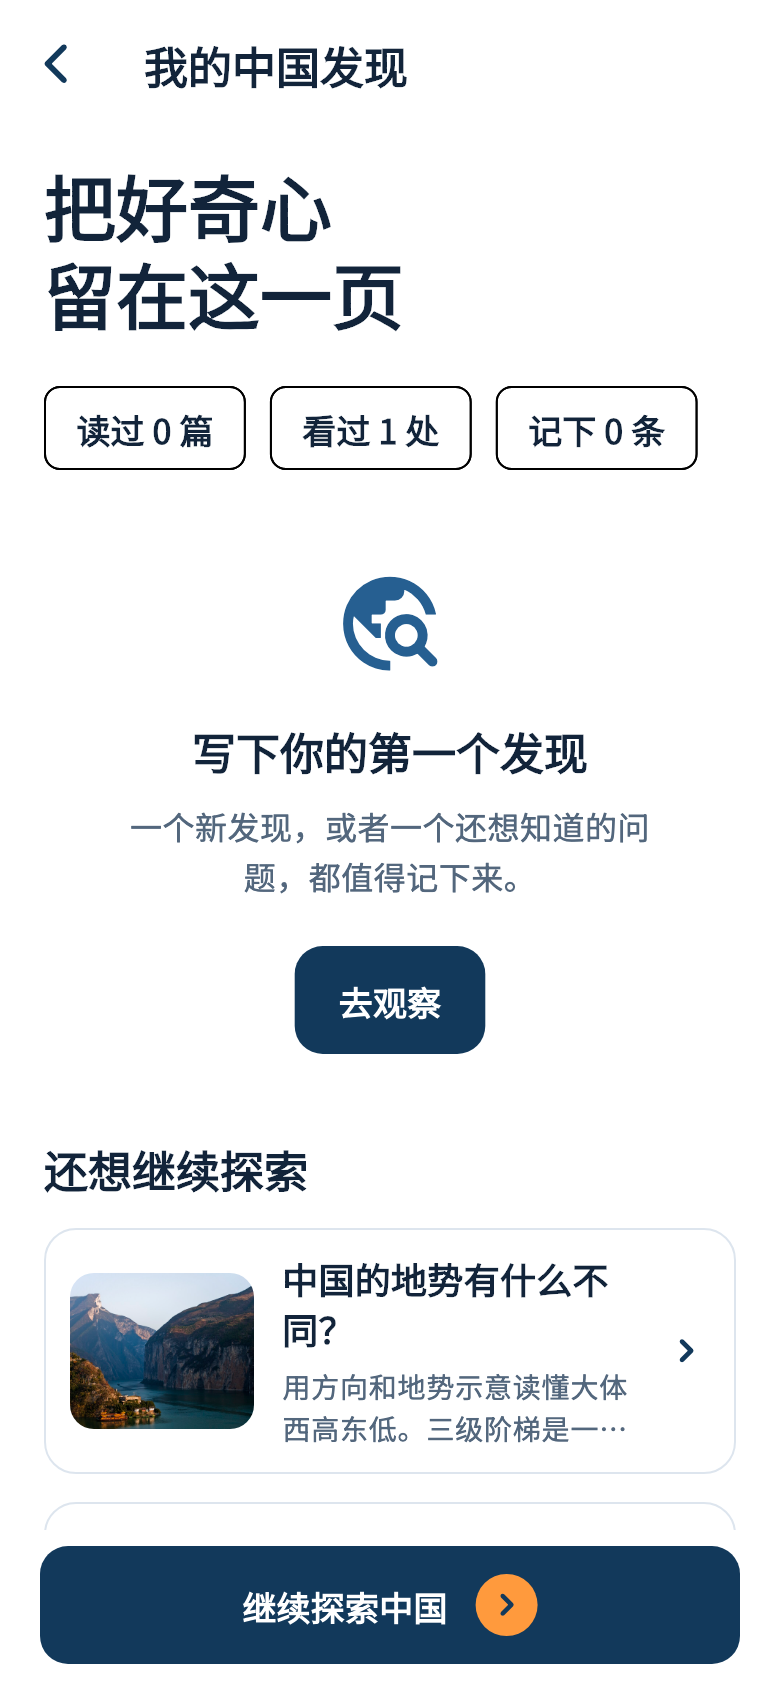 我的中国发现
把好奇心
留在这一页
读过 0 篇
看过 1 处
记下 0 条
写下你的第一个发现
一个新发现，或者一个还想知道的问
题，都值得记下来。
去观察
还想继续探索
中国的地势有什么不
同？
用方向和地势示意读懂大体
西高东低。三级阶梯是一…
继续探索中国